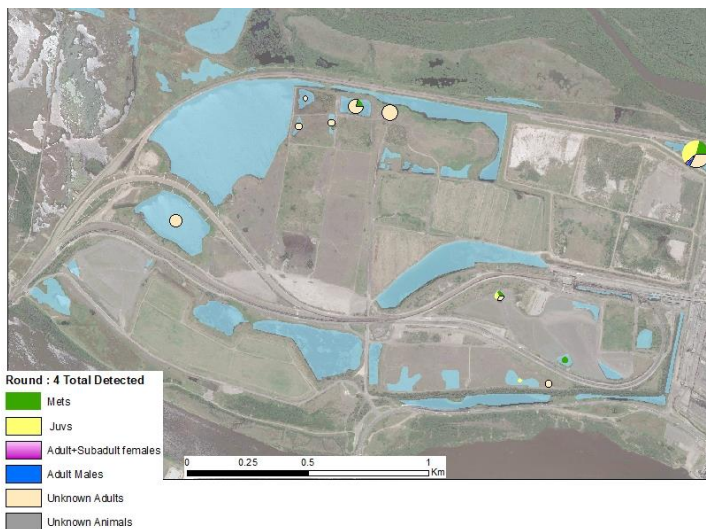 Round : 4 Total Detected
Mets
Juvs
Adult+Subadult females
Adult Males
Unknown Adults
Unknown Animals
0 0.25 0.5 1
Km